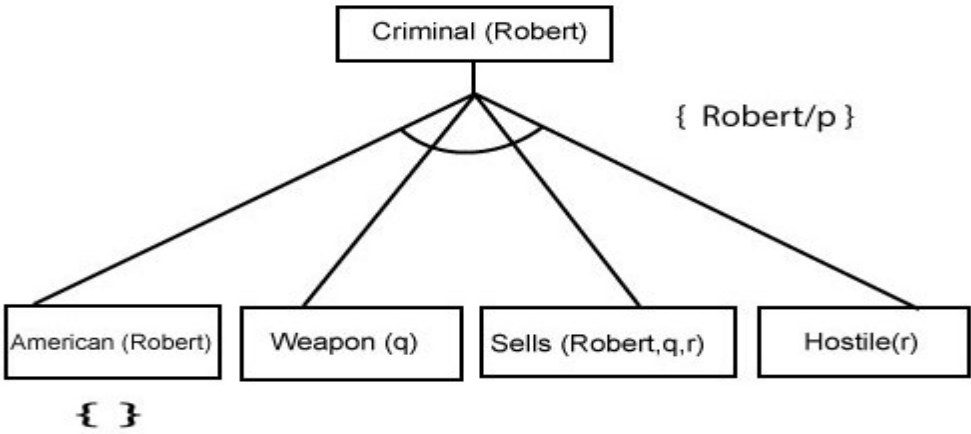 Criminal (Robert)
{ Robert/p }
American (Robert)
Weapon (q)
Sells (Robert,q,r)
Hostile(r)
{ }